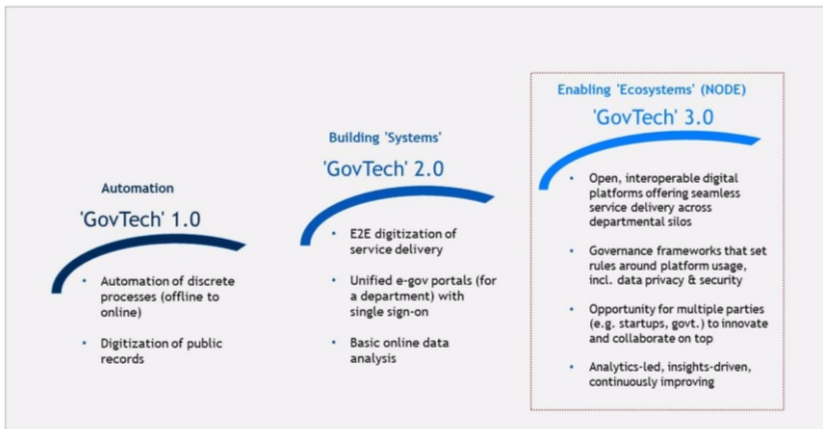 Automation
'GovTech' 1.0
• Automation of discrete
processes (offline to
online)
• Digitization of public
records
Building 'Systems'
'GovTech' 2.0
• E2E digitization of
service delivery
• Unified e-gov portals (for
a department) with
single sign-on
• Basic online data
analysis
Enabling 'Ecosystems' (NODE)
'GovTech' 3.0
• Open, interoperable digital
platforms offering seamless
service delivery across
departmental silos
• Governance frameworks that set
rules around platform usage,
incl. data privacy & security
• Opportunity for multiple parties
(e.g. startups, govt.) to innovate
and collaborate on top
• Analytics-led, insights-driven,
continuously improving